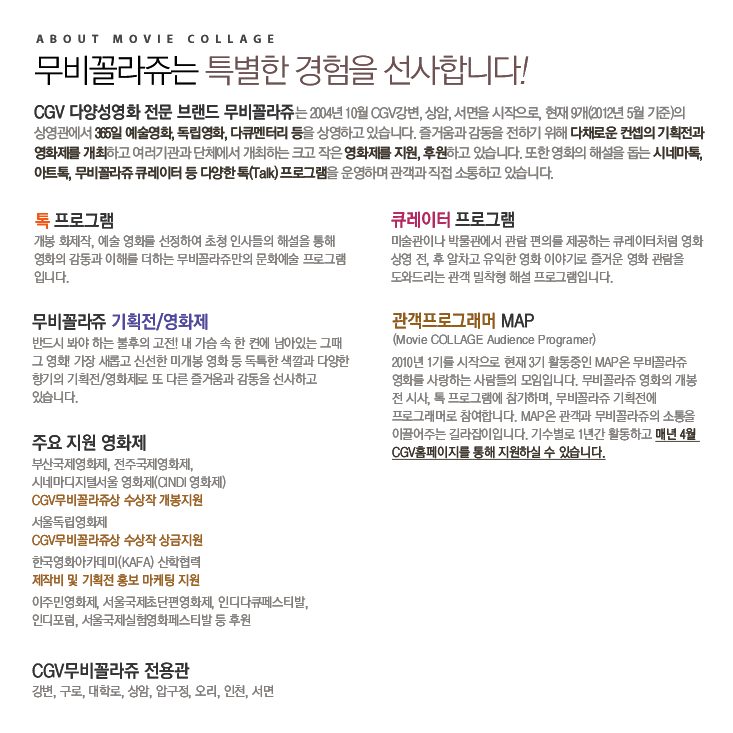 ABOUT MOVIE COLLAGE
무비꼴라쥬는 특별한 경험을 선사합니다!
CGV 다양성영화 전문 브랜드 무비꼴라쥬는 2004년 10월 CGV강변, 상암, 서면을 시작으로, 현재 9개(2012년 5월 기준)의
상영관에서 365일 예술영화, 독립영화, 다큐멘터리 등을 상영하고 있습니다. 즐거움과 감동을 전하기 위해 다채로운 컨셉의 기획전과
영화제를 개최하고 여러기관과 단체에서 개최하는 크고 작은 영화제를 지원, 후원하고 있습니다. 또한 영화의 해설을 돕는 시네마톡,
아트톡, 무비꼴라쥬 큐레이터 등 다양한 톡(Talk) 프로그램을 운영하며 관객과 직접 소통하고 있습니다.
톡 프로그램
개봉 화제작, 예술 영화를 선정하여 초청 인사들의 해설을 통해
영화의 감동과 이해를 더하는 무비꼴라쥬만의 문화예술 프로그램
입니다.
무비꼴라쥬 기획전/영화제
반드시 봐야 하는 불후의 고전! 내 가슴 속 한 켠에 남아있는 그때
그 영화! 가장 새롭고 신선한 미개봉 영화 등 독특한 색깔과 다양한
향기의 기획전/영화제로 또 다른 즐거움과 감동을 선사하고
있습니다.
주요 지원 영화제
부산국제영화제, 전주국제영화제,
시네마디지털서울 영화제(CINDI 영화제)
CGV무비꼴라쥬상 수상작 개봉지원
서울독립영화제
CGV무비꼴라쥬상 수상작 상금지원
한국영화아카데미(KAFA) 산학협력
제작비 및 기획전 홍보 마케팅 지원
이주민영화제, 서울국제초단편영화제, 인디다큐페스티발,
인디포럼, 서울국제실험영화페스티발 등 후원
CGV무비꼴라쥬 전용관
강변, 구로, 대학로, 상암, 압구정, 오리, 인천, 서면
큐레이터 프로그램
미술관이나 박물관에서 관람 편의를 제공하는 큐레이터처럼 영화
상영 전, 후 알차고 유익한 영화 이야기로 즐거운 영화 관람을
도와드리는 관객 밀착형 해설 프로그램입니다.
관객프로그래머 MAP
(Movie COLLAGE Audience Programer)
2010년 1기를 시작으로 현재 3기 활동중인 MAP은 무비꼴라쥬
영화를 사랑하는 사람들의 모임입니다. 무비꼴라쥬 영화의 개봉
전 시사, 톡 프로그램에 참가하며, 무비꼴라쥬 기획전에
프로그래머로 참여합니다. MAP은 관객과 무비꼴라쥬의 소통을
이끌어주는 길라잡이입니다. 기수별로 1년간 활동하고 매년 4월
CGV홈페이지를 통해 지원하실 수 있습니다.